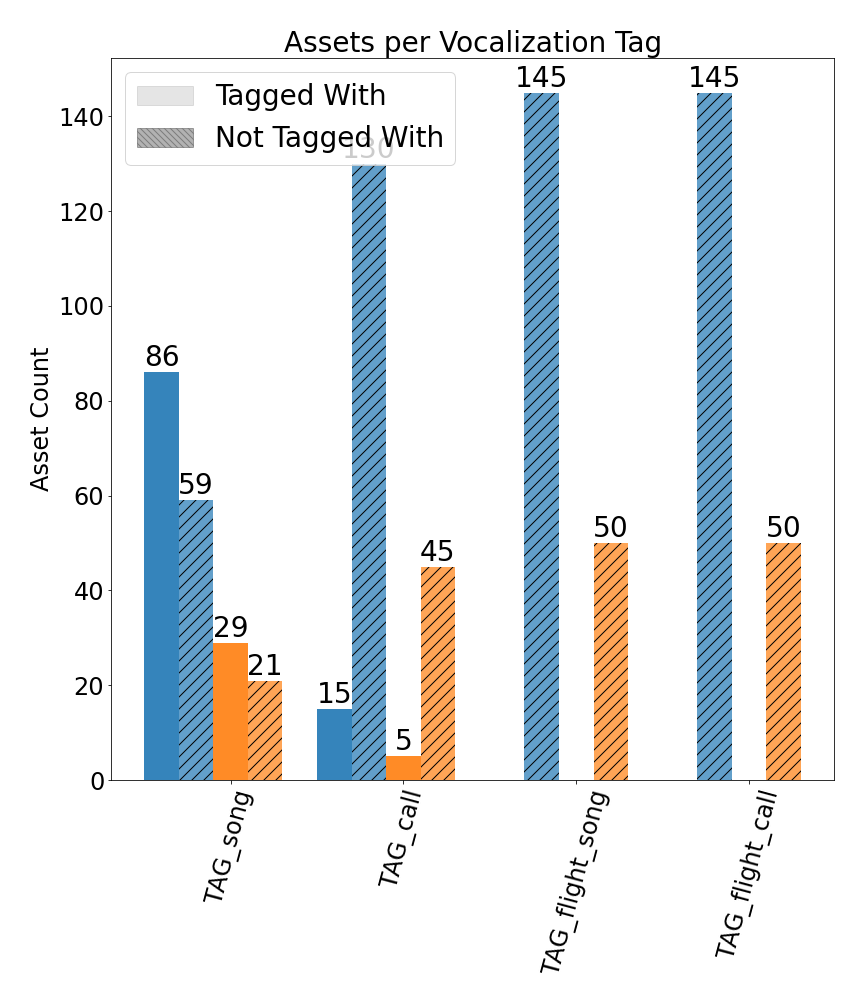 Assets per Vocalization Tag
Tagged With
Not Tagged With
Asset Count
140
120
100
80
60
40
20
0
86
59
29
21
15
130
5
45
145
50
145
50
TAG_song
TAG_call
TAG_flight_song
TAG_flight_call